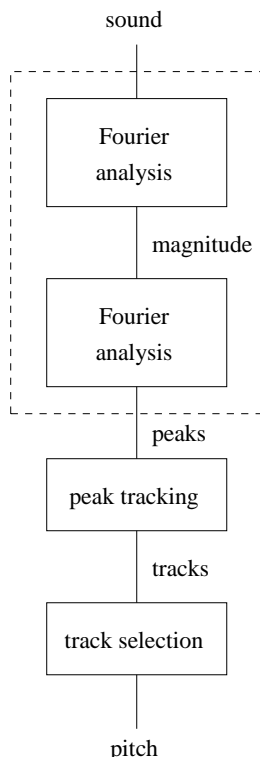 sound
Fourier
analysis
magnitude
Fourier
analysis
peaks
peak tracking
tracks
track selection
pitch